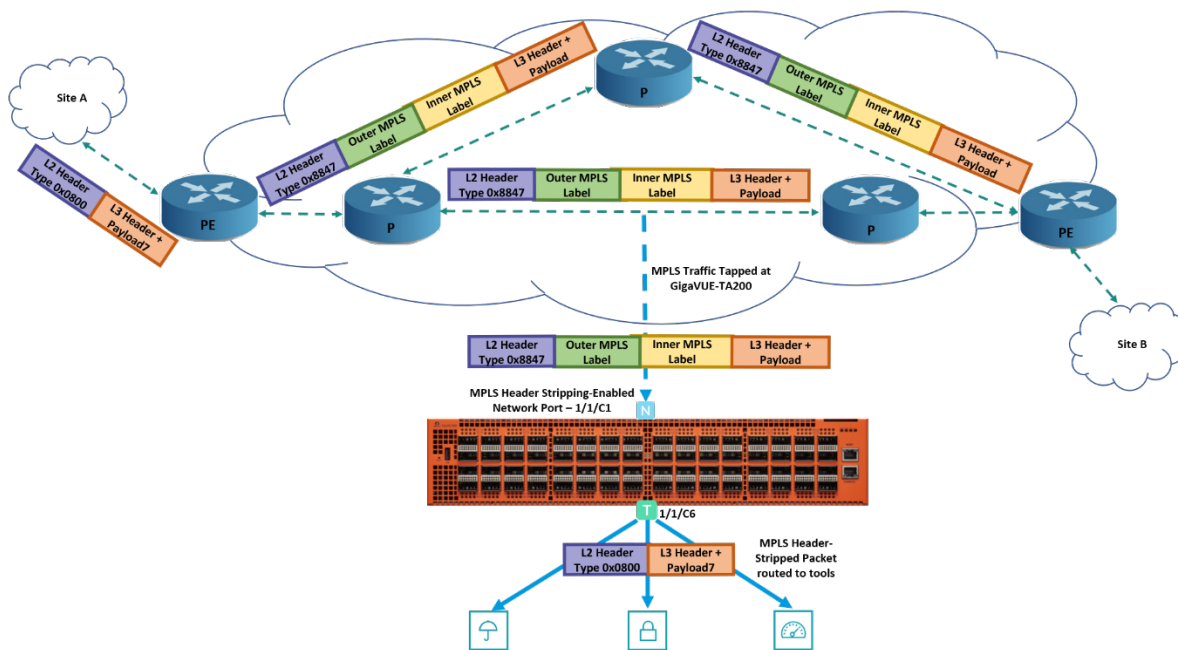 L2 Header
Type 0x8847
Outer MPLS
Label
Inner MPLS
Label
L3 Header +
Payload
P
L2 Header
Type 0x8847
Outer MPLS
Label
Inner MPLS
Label
L3 Header +
Payload
Site A
L2 Header
Type 0x0800
L3 Header +
Payload7
PE
P
L2 Header
Type 0x8847
Outer MPLS
Label
Inner MPLS
Label
L3 Header +
Payload
P
PE
MPLS Traffic Tapped at
GigaVUE-TA200
Site B
L2 Header
Type 0x8847
Outer MPLS
Label
Inner MPLS
Label
L3 Header +
Payload
MPLS Header Stripping-Enabled
Network Port – 1/1/C1
N
T
1/1/C6
L2 Header
Type 0x0800
L3 Header +
Payload7
MPLS Header-
Stripped Packet
routed to tools